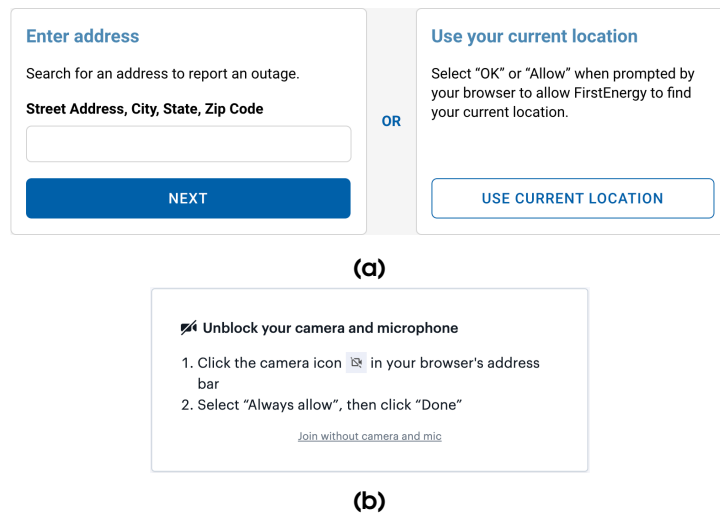 Enter address
Search for an address to report an outage.
Street Address, City, State, Zip Code
NEXT
OR
Use your current location
Select “OK” or “Allow” when prompted by
your browser to allow FirstEnergy to find
your current location.
USE CURRENT LOCATION
(a)
Unblock your camera and microphone
1. Click the camera icon in your browser's address
bar
2. Select “Always allow”, then click “Done”
Join without camera and mic
(b)